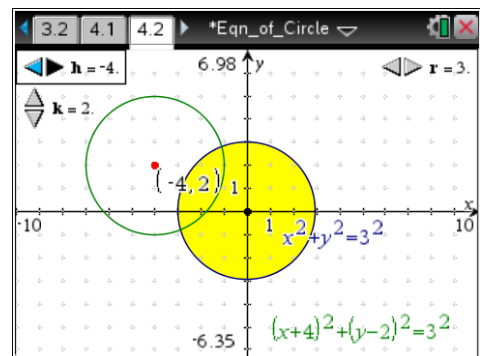 3.2 4.1 4.2 *Eqn_of_Circle
h = -4. 6.98 y r = 3.
k = 2.
(-4, 2) 1
x
-10 1 10
x²+y²=3²
(x+4)²+(y-2)²=3²
-6.35